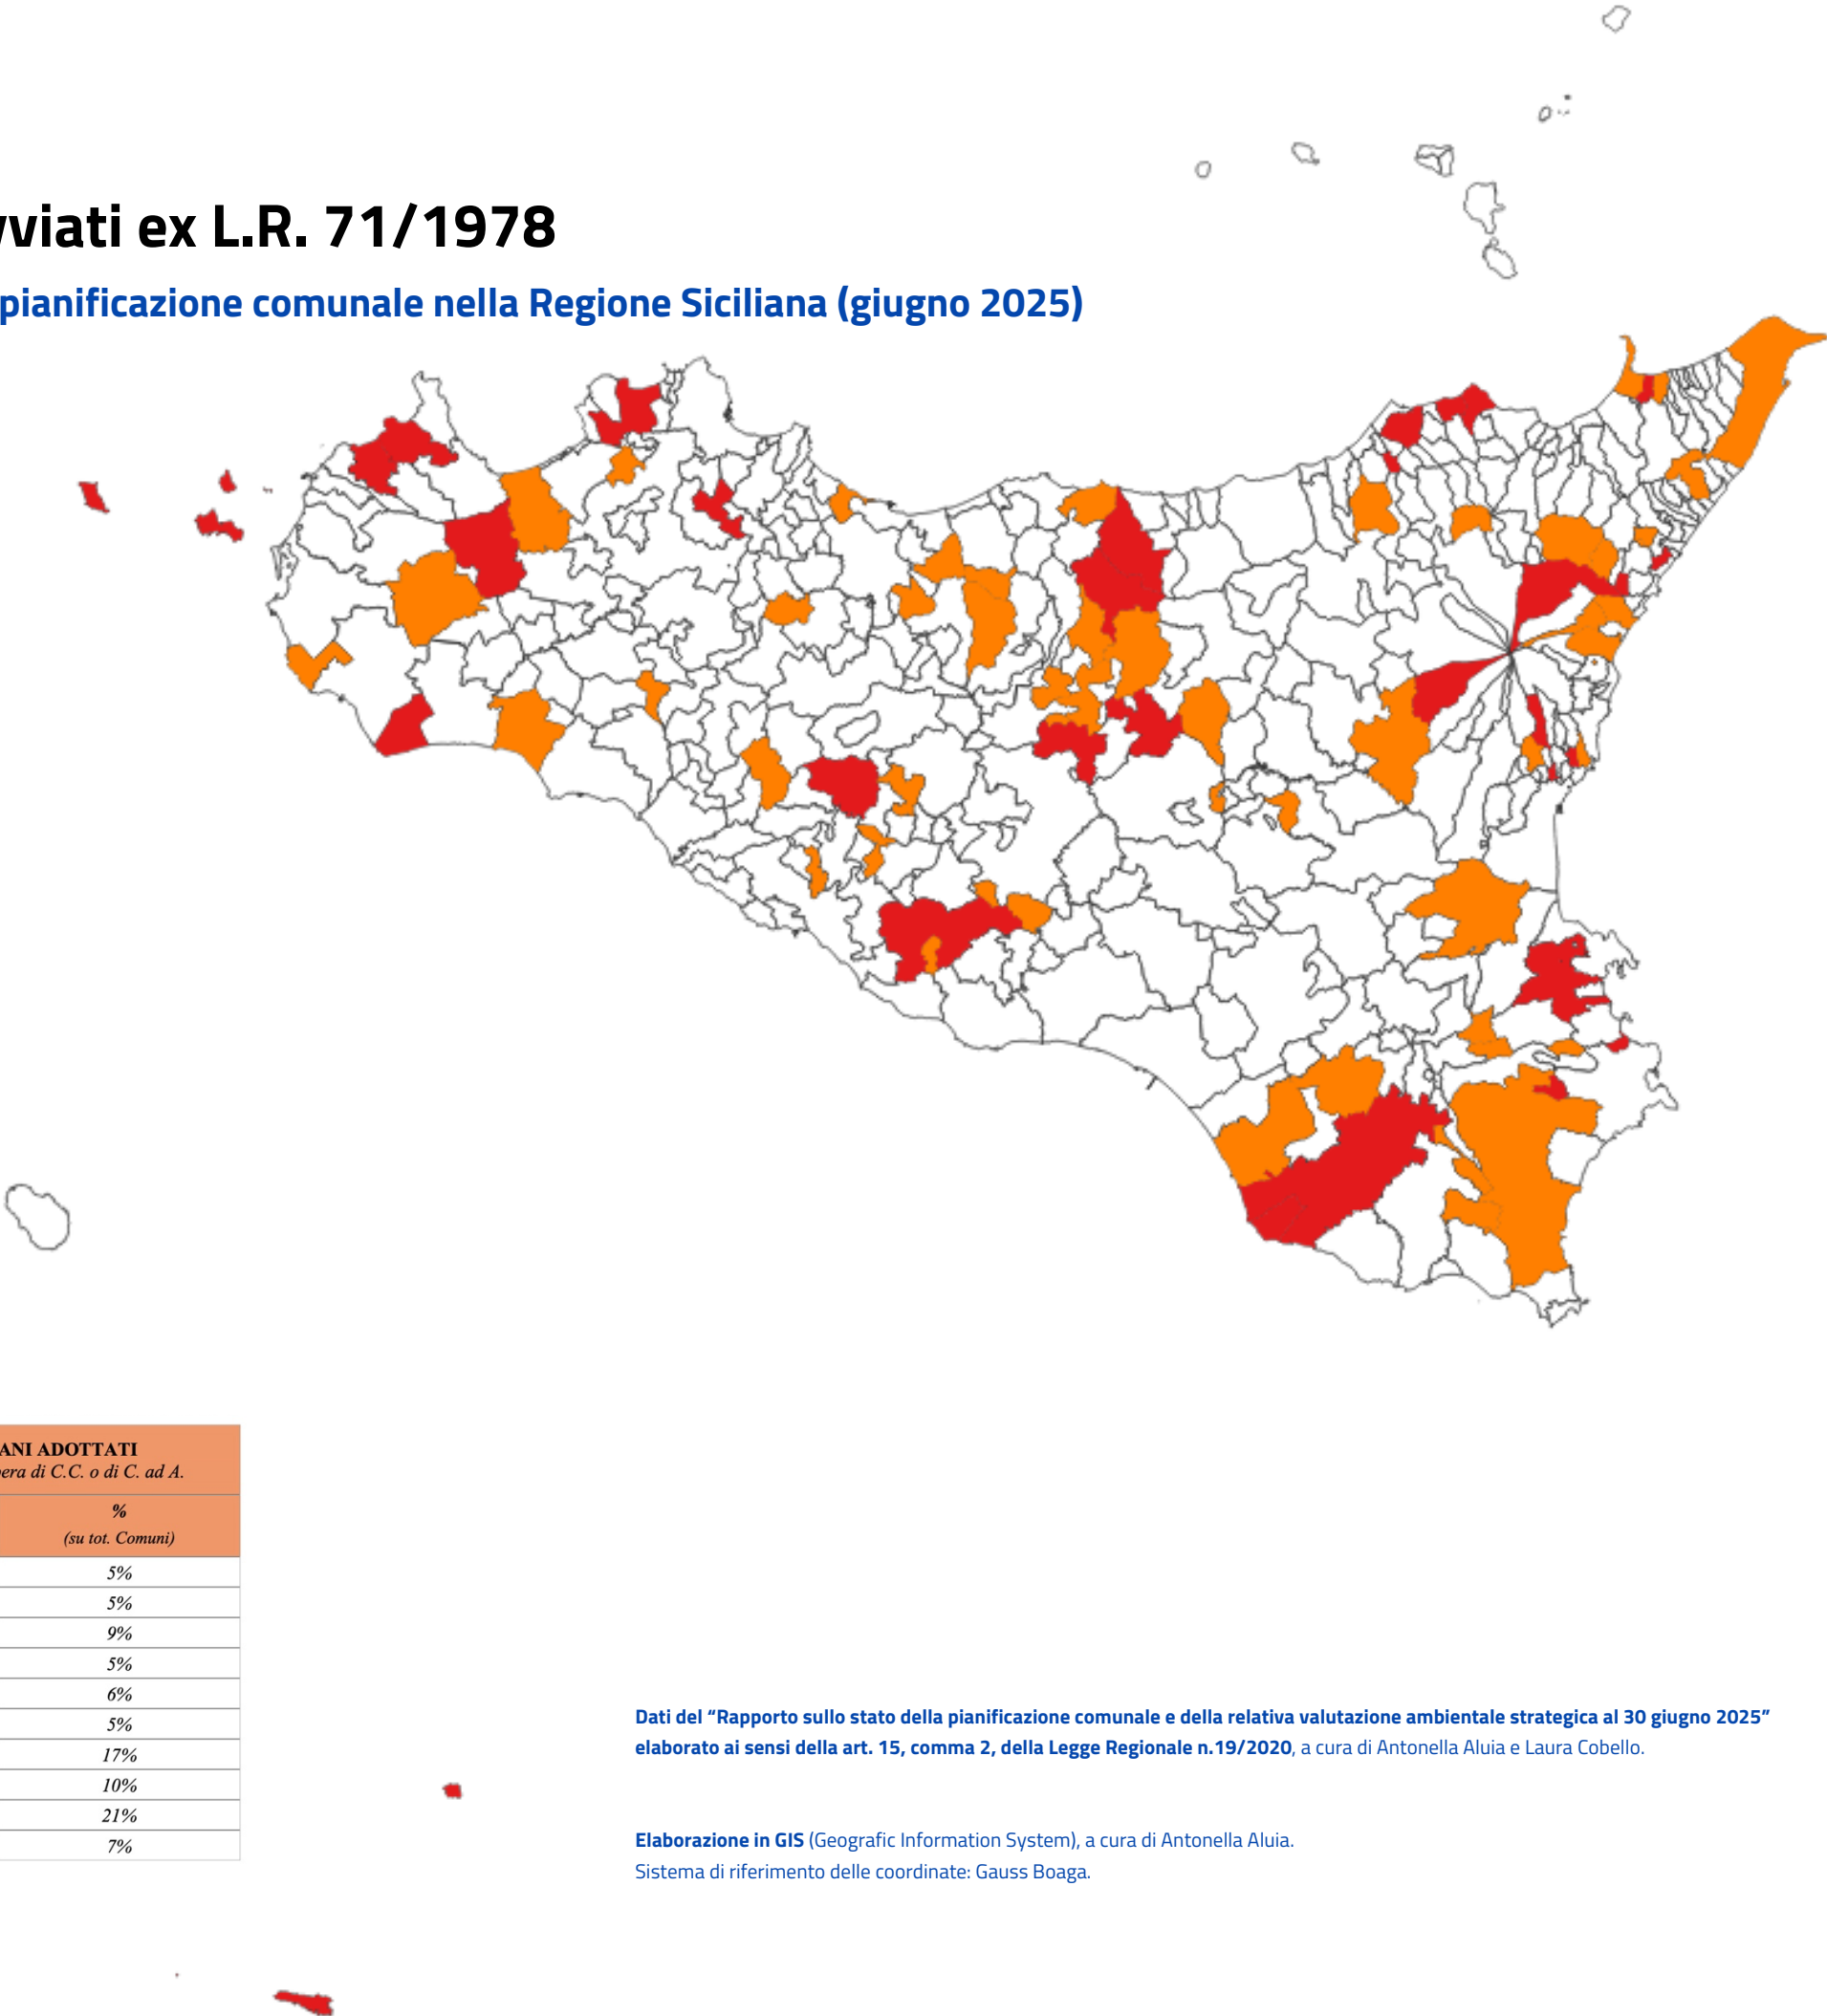 vviati ex L.R. 71/1978
pianificazione comunale nella Regione Siciliana (giugno 2025)
ANI ADOTTATI
pera di C.C. o di C. ad A.
%
(su tot. Comuni)
5%
5%
9%
5%
6%
5%
17%
10%
21%
7%
Dati del “Rapporto sullo stato della pianificazione comunale e della relativa valutazione ambientale strategica al 30 giugno 2025”
elaborato ai sensi della art. 15, comma 2, della Legge Regionale n.19/2020, a cura di Antonella Aluia e Laura Cobello.
Elaborazione in GIS (Geografic Information System), a cura di Antonella Aluia.
Sistema di riferimento delle coordinate: Gauss Boaga.